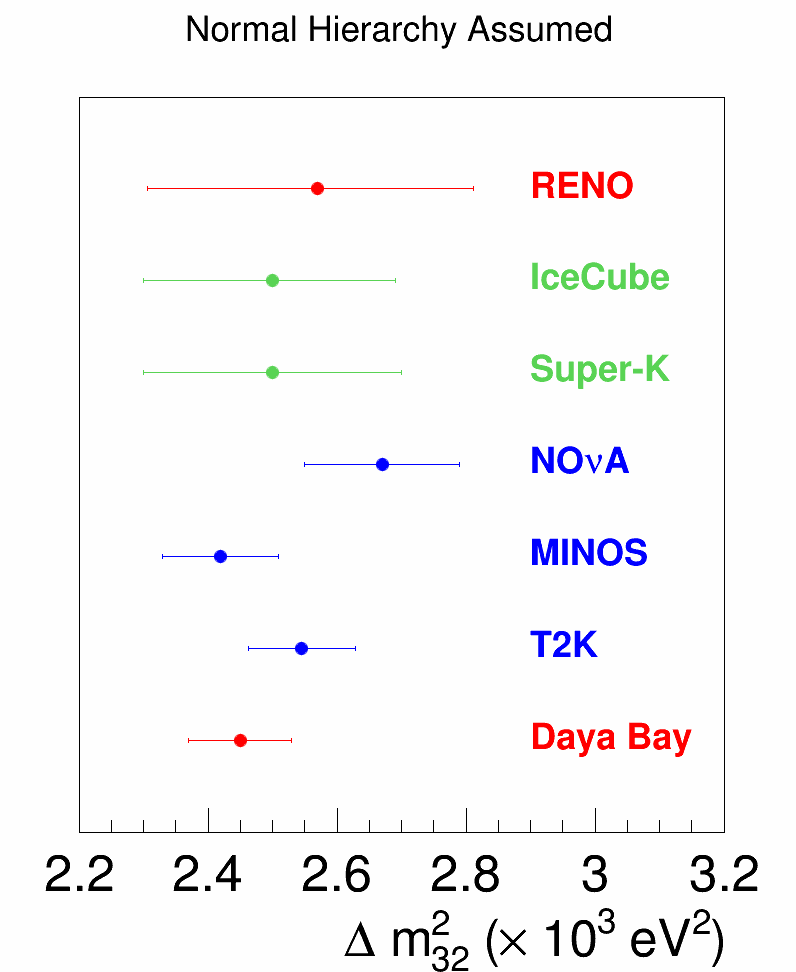 Normal Hierarchy Assumed
RENO
IceCube
Super-K
NOνA
MINOS
T2K
Daya Bay
2.2 2.4 2.6 2.8 3 3.2
Δ m²₃₂ (× 10³ eV²)